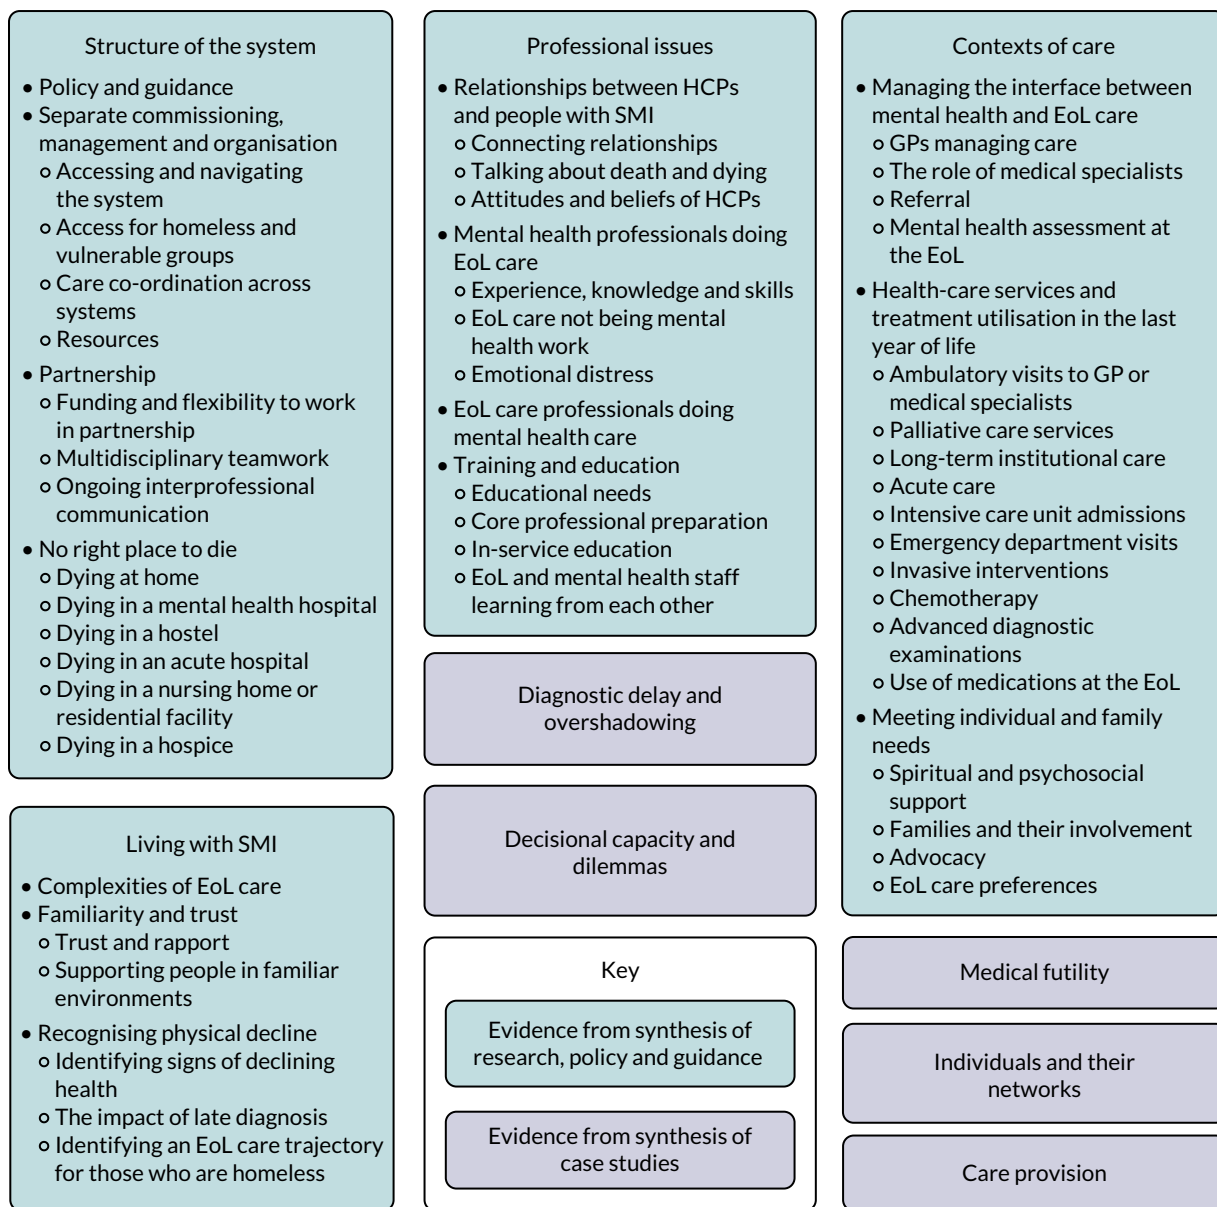 Structure of the system
• Policy and guidance
• Separate commissioning,
management and organisation
o Accessing and navigating
the system
o Access for homeless and
vulnerable groups
o Care co-ordination across
systems
o Resources
• Partnership
o Funding and flexibility to work
in partnership
o Multidisciplinary teamwork
o Ongoing interprofessional
communication
• No right place to die
o Dying at home
o Dying in a mental health hospital
o Dying in a hostel
o Dying in an acute hospital
o Dying in a nursing home or
residential facility
o Dying in a hospice
Living with SMI
• Complexities of EoL care
• Familiarity and trust
o Trust and rapport
o Supporting people in familiar
environments
• Recognising physical decline
o Identifying signs of declining
health
o The impact of late diagnosis
o Identifying an EoL care trajectory
for those who are homeless
Professional issues
• Relationships between HCPs
and people with SMI
o Connecting relationships
o Talking about death and dying
o Attitudes and beliefs of HCPs
• Mental health professionals doing
EoL care
o Experience, knowledge and skills
o EoL care not being mental
health work
o Emotional distress
• EoL care professionals doing
mental health care
• Training and education
o Educational needs
o Core professional preparation
o In-service education
o EoL and mental health staff
learning from each other
Diagnostic delay and
overshadowing
Decisional capacity and
dilemmas
Key
Evidence from synthesis of
research, policy and guidance
Evidence from synthesis of
case studies
Contexts of care
• Managing the interface between
mental health and EoL care
o GPs managing care
o The role of medical specialists
o Referral
o Mental health assessment at
the EoL
• Health-care services and
treatment utilisation in the last
year of life
o Ambulatory visits to GP or
medical specialists
o Palliative care services
o Long-term institutional care
o Acute care
o Intensive care unit admissions
o Emergency department visits
o Invasive interventions
o Chemotherapy
o Advanced diagnostic
examinations
o Use of medications at the EoL
• Meeting individual and family
needs
o Spiritual and psychosocial
support
o Families and their involvement
o Advocacy
o EoL care preferences
Medical futility
Individuals and their
networks
Care provision